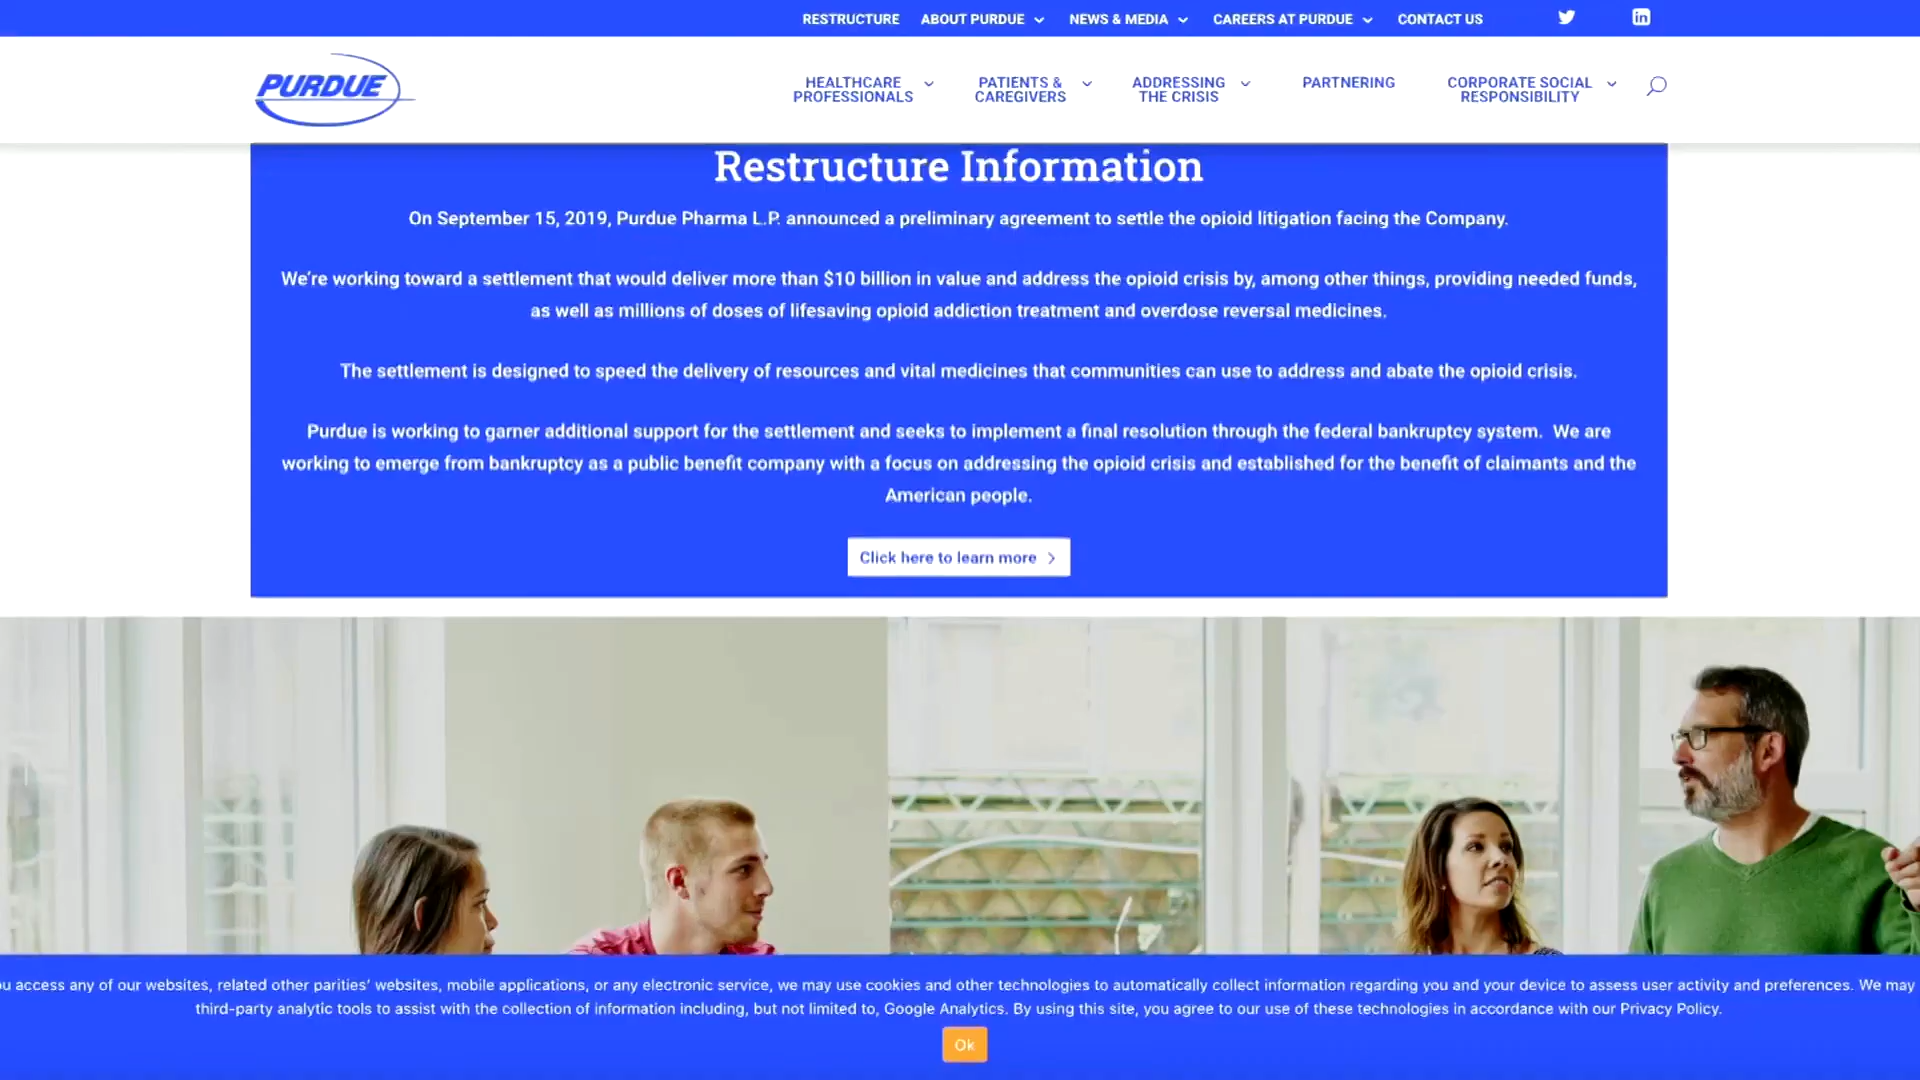 RESTRUCTURE ABOUT PURDUE NEWS & MEDIA CAREERS AT PURDUE CONTACT US
PURDUE
HEALTHCARE PROFESSIONALS
PATIENTS & CAREGIVERS
ADDRESSING THE CRISIS
PARTNERING
CORPORATE SOCIAL RESPONSIBILITY
Restructure Information
On September 15, 2019, Purdue Pharma L.P. announced a preliminary agreement to settle the opioid litigation facing the Company.
We're working toward a settlement that would deliver more than $10 billion in value and address the opioid crisis by, among other things, providing needed funds,
as well as millions of doses of lifesaving opioid addiction treatment and overdose reversal medicines.
The settlement is designed to speed the delivery of resources and vital medicines that communities can use to address and abate the opioid crisis.
Purdue is working to garner additional support for the settlement and seeks to implement a final resolution through the federal bankruptcy system. We are
working to emerge from bankruptcy as a public benefit company with a focus on addressing the opioid crisis and established for the benefit of claimants and the
American people.
Click here to learn more
access any of our websites, related other parities' websites, mobile applications, or any electronic service, we may use cookies and other technologies to automatically collect information regarding you and your device to assess user activity and preferences. We may
third-party analytic tools to assist with the collection of information including, but not limited to, Google Analytics. By using this site, you agree to our use of these technologies in accordance with our Privacy Policy.
Ok